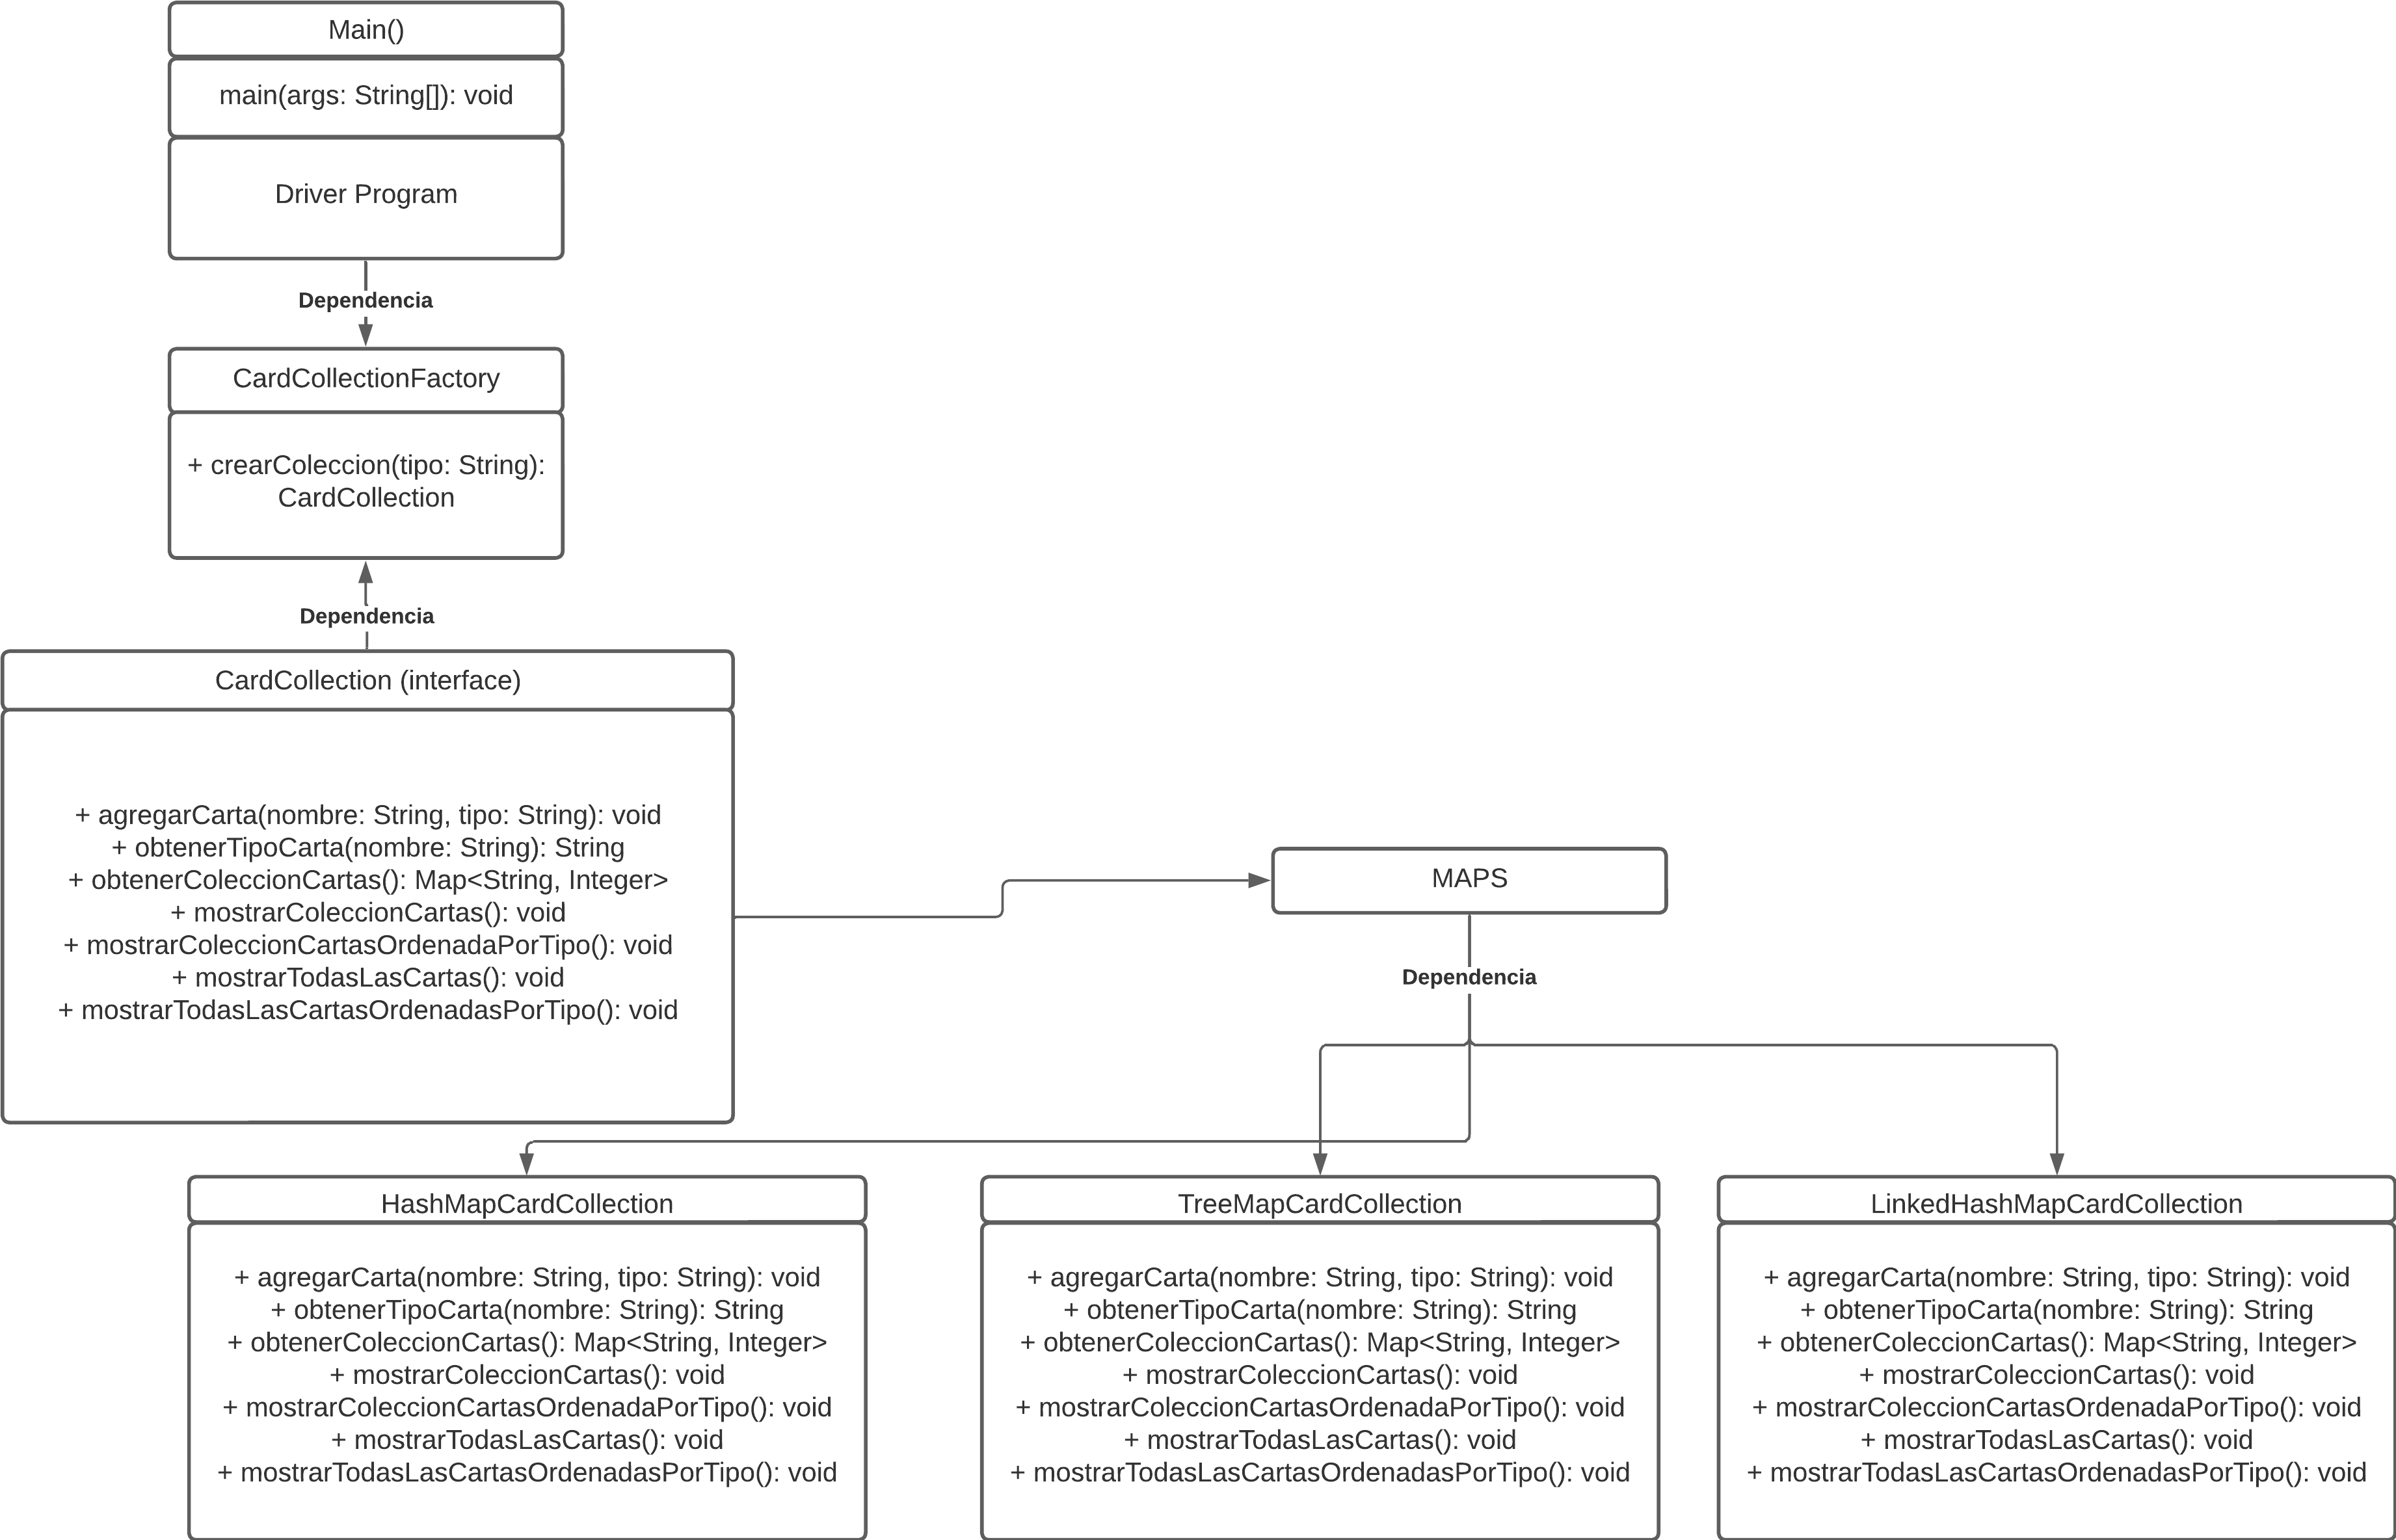 Main()
main(args: String[]): void
Driver Program
Dependencia
CardCollectionFactory
+ crearColeccion(tipo: String):
CardCollection
Dependencia
CardCollection (interface)
+ agregarCarta(nombre: String, tipo: String): void
+ obtenerTipoCarta(nombre: String): String
+ obtenerColeccionCartas(): Map<String, Integer>
+ mostrarColeccionCartas(): void
+ mostrarColeccionCartasOrdenadaPorTipo(): void
+ mostrarTodasLasCartas(): void
+ mostrarTodasLasCartasOrdenadasPorTipo(): void
MAPS
Dependencia
HashMapCardCollection
+ agregarCarta(nombre: String, tipo: String): void
+ obtenerTipoCarta(nombre: String): String
+ obtenerColeccionCartas(): Map<String, Integer>
+ mostrarColeccionCartas(): void
+ mostrarColeccionCartasOrdenadaPorTipo(): void
+ mostrarTodasLasCartas(): void
+ mostrarTodasLasCartasOrdenadasPorTipo(): void
TreeMapCardCollection
+ agregarCarta(nombre: String, tipo: String): void
+ obtenerTipoCarta(nombre: String): String
+ obtenerColeccionCartas(): Map<String, Integer>
+ mostrarColeccionCartas(): void
+ mostrarColeccionCartasOrdenadaPorTipo(): void
+ mostrarTodasLasCartas(): void
+ mostrarTodasLasCartasOrdenadasPorTipo(): void
LinkedHashMapCardCollection
+ agregarCarta(nombre: String, tipo: String): void
+ obtenerTipoCarta(nombre: String): String
+ obtenerColeccionCartas(): Map<String, Integer>
+ mostrarColeccionCartas(): void
+ mostrarColeccionCartasOrdenadaPorTipo(): void
+ mostrarTodasLasCartas(): void
+ mostrarTodasLasCartasOrdenadasPorTipo(): void